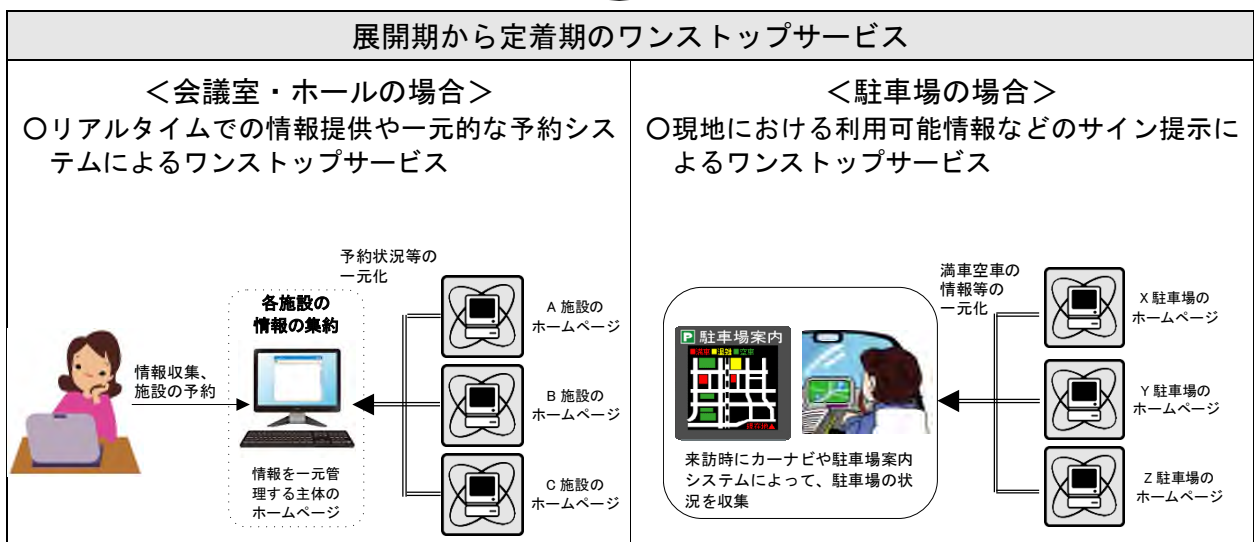 展開期から定着期のワンストップサービス
＜会議室・ホールの場合＞
〇リアルタイムでの情報提供や一元的な予約シス
テムによるワンストップサービス
予約状況等の
一元化
各施設の
情報の集約
情報収集、
施設の予約
情報を一元管
理する主体の
ホームページ
A 施設の
ホームページ
B 施設の
ホームページ
C 施設の
ホームページ
＜駐車場の場合＞
〇現地における利用可能情報などのサイン提示に
よるワンストップサービス
満車空車の
情報等の
一元化
P 駐車場案内
■満車■混雑■空車
現在地▲
来訪時にカーナビや駐車場案内
システムによって、駐車場の状
況を収集
X 駐車場の
ホームページ
Y 駐車場の
ホームページ
Z 駐車場の
ホームページ